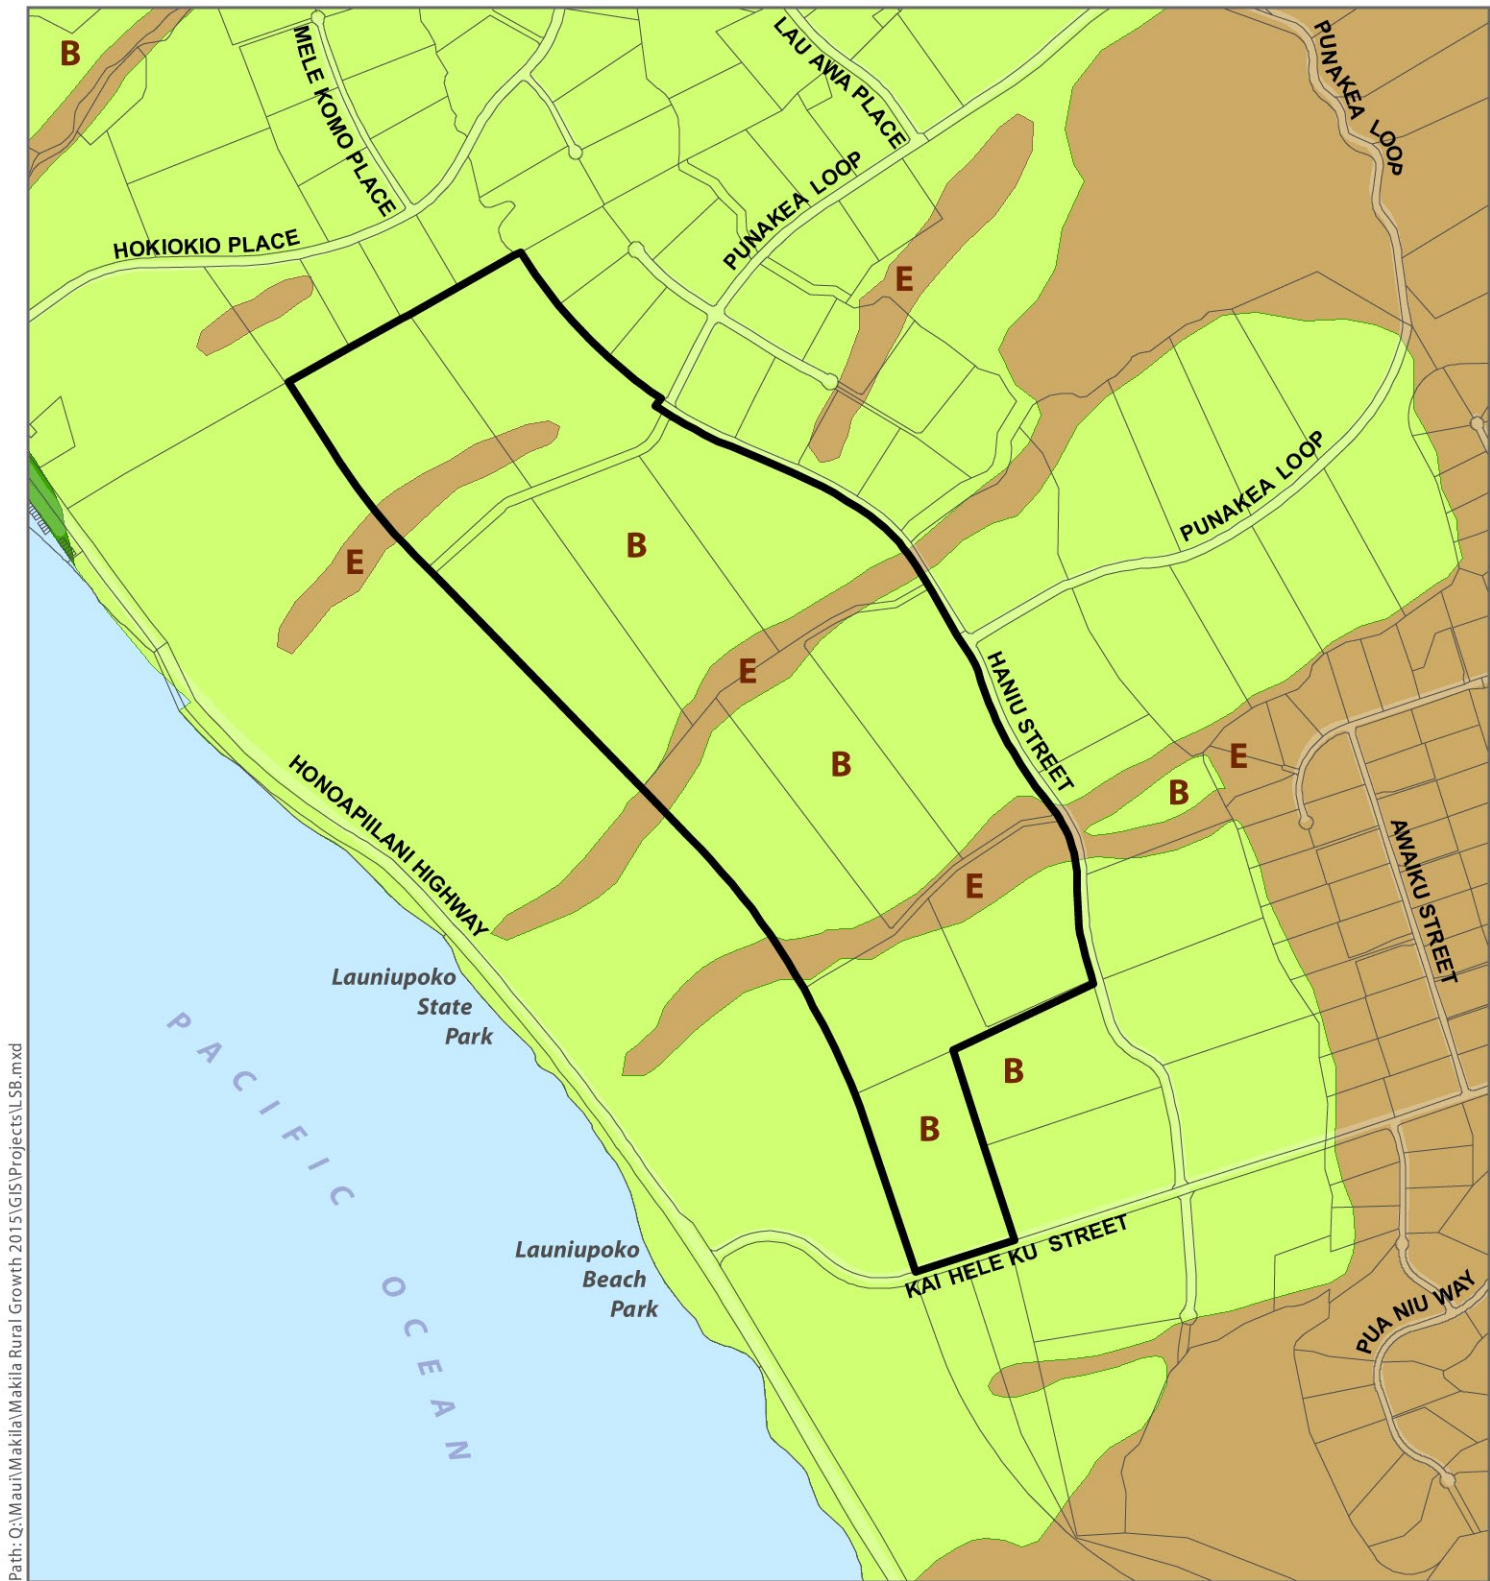 B
MELE KOMO PLACE
LAU AWA PLACE
PUNAKEA LOOP
PUNAKEA LOOP
HOKIOKIO PLACE
E
PUNAKEA LOOP
B
E
E
HANIU STREET
B
E
B
HONOAPIILANI HIGHWAY
AWAIKU STREET
E
Launiupoko
State
Park
PACIFIC OCEAN
B
B
Launiupoko
Beach
Park
KAI HELE KU STREET
PUA NIU WAY
Path: Q:\Maui\Makila\Makila Rural Growth 2015\GIS\Projects\LSB.mxd